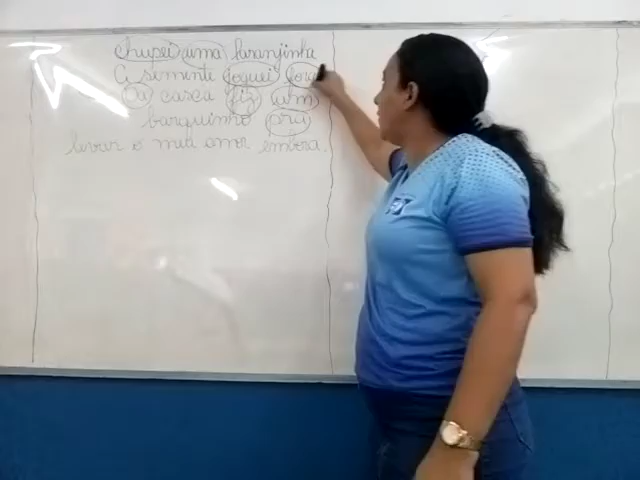 chupei uma laranjinha
A semente joguei fora
Da casca fiz um
barquinho pra
levar o meu amor embora.